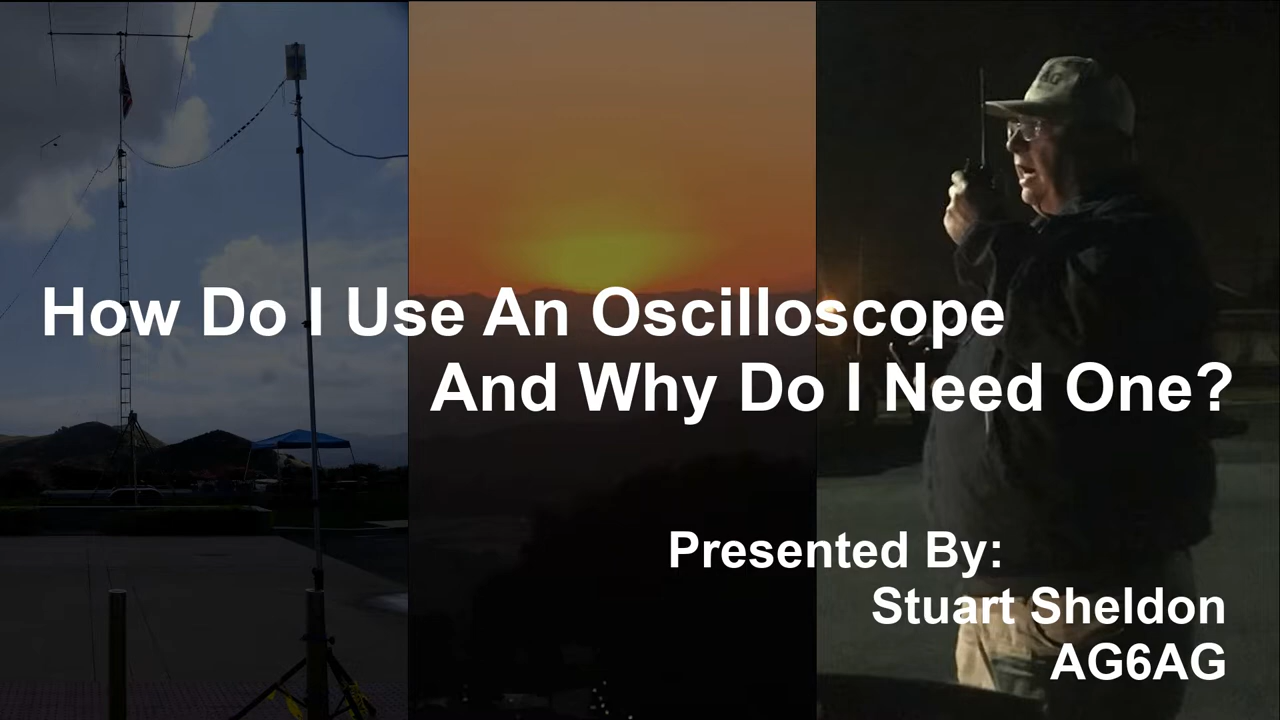 How Do I Use An Oscilloscope
And Why Do I Need One?
Presented By:
Stuart Sheldon
AG6AG